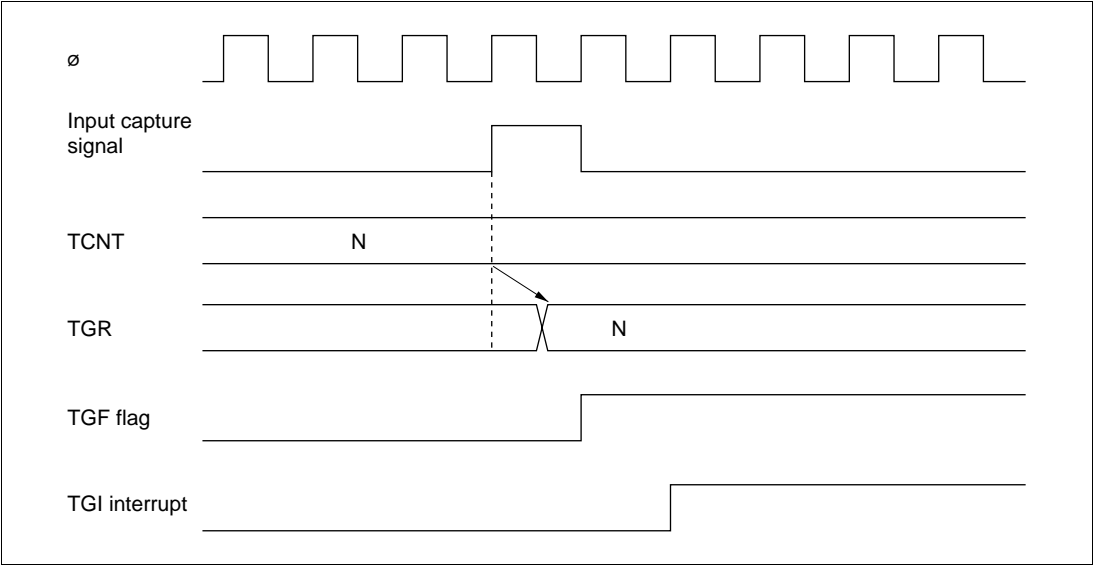 ø
Input capture
signal
TCNT
N
TGR
N
TGF flag
TGI interrupt